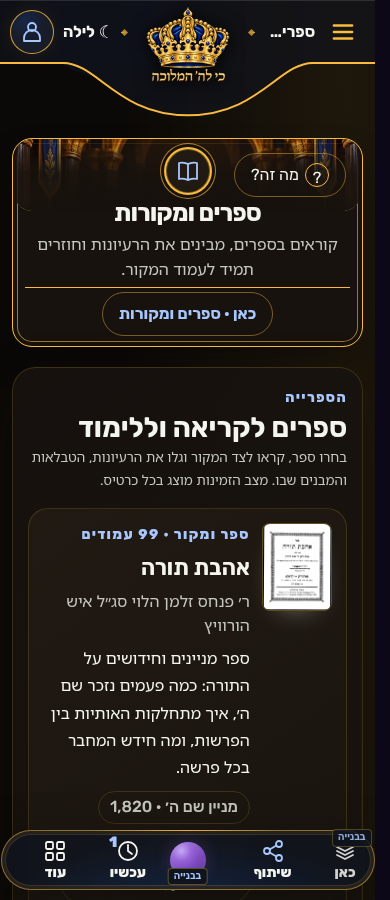 ספרי...
☾ לילה
כי לה׳ המלוכה
? מה זה?
ספרים ומקורות
קוראים בספרים, מבינים את הרעיונות וחוזרים
תמיד לעמוד המקור.
כאן • ספרים ומקורות
הספרייה
ספרים לקריאה וללימוד
בחרו ספר, קראו לצד המקור וגלו את הרעיונות, הטבלאות
והמבנים שבו. מצב הזמינות מוצג בכל כרטיס.
ספר ומקור • 99 עמודים
אהבת תורה
ר׳ פנחס זלמן הלוי סג״ל איש
הורוויץ
ספר מניינים וחידושים על
התורה: כמה פעמים נזכר שם
ה׳, איך מתחלקות האותיות בין
הפרשות, ומה חידש המחבר
בכל פרשה.
מניין שם ה׳ • 1,820
בבנייה
כאן
שיתוף
בבנייה
1
עכשיו
עוד